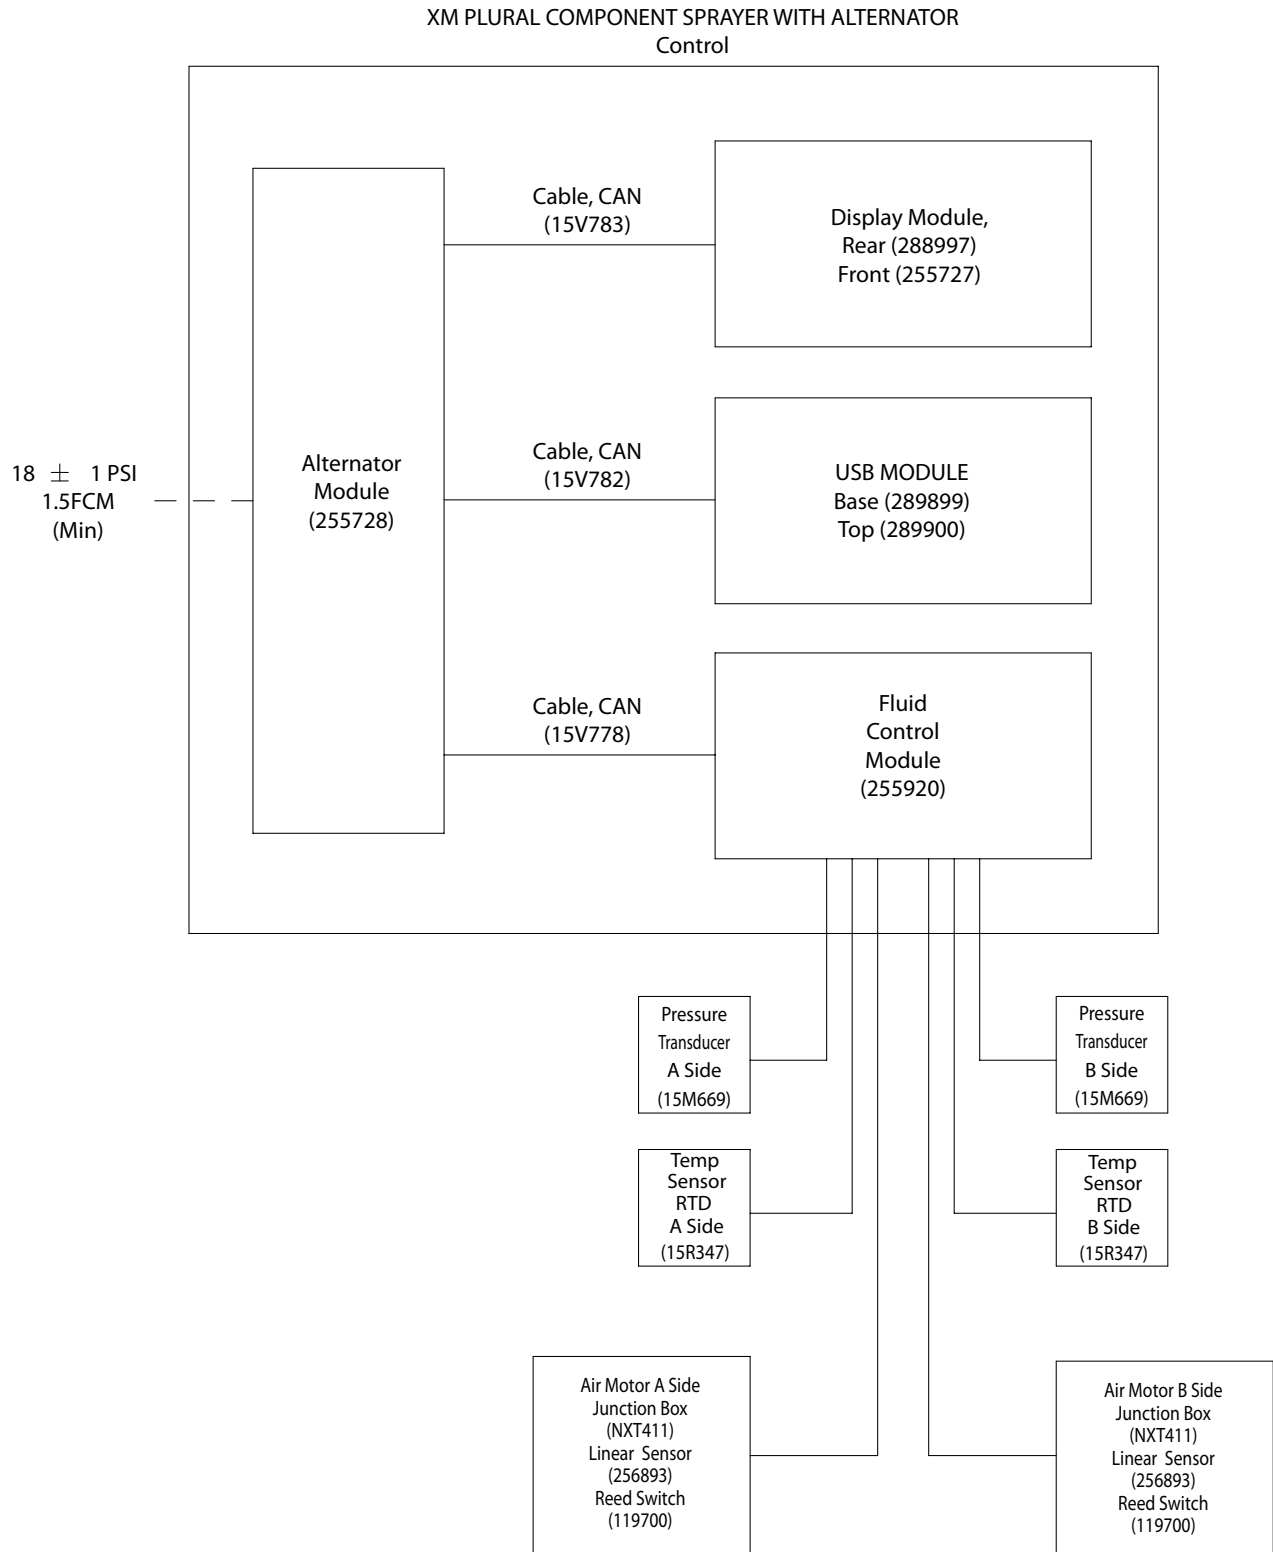 XM PLURAL COMPONENT SPRAYER WITH ALTERNATOR
Control
Cable, CAN
(15V783)
Display Module,
Rear (288997)
Front (255727)
18 ± 1 PSI
1.5FCM
(Min)
Alternator
Module
(255728)
Cable, CAN
(15V782)
USB MODULE
Base (289899)
Top (289900)
Cable, CAN
(15V778)
Fluid
Control
Module
(255920)
Pressure
Transducer
A Side
(15M669)
Pressure
Transducer
B Side
(15M669)
Temp
Sensor
RTD
A Side
(15R347)
Temp
Sensor
RTD
B Side
(15R347)
Air Motor A Side
Junction Box
(NXT411)
Linear Sensor
(256893)
Reed Switch
(119700)
Air Motor B Side
Junction Box
(NXT411)
Linear Sensor
(256893)
Reed Switch
(119700)